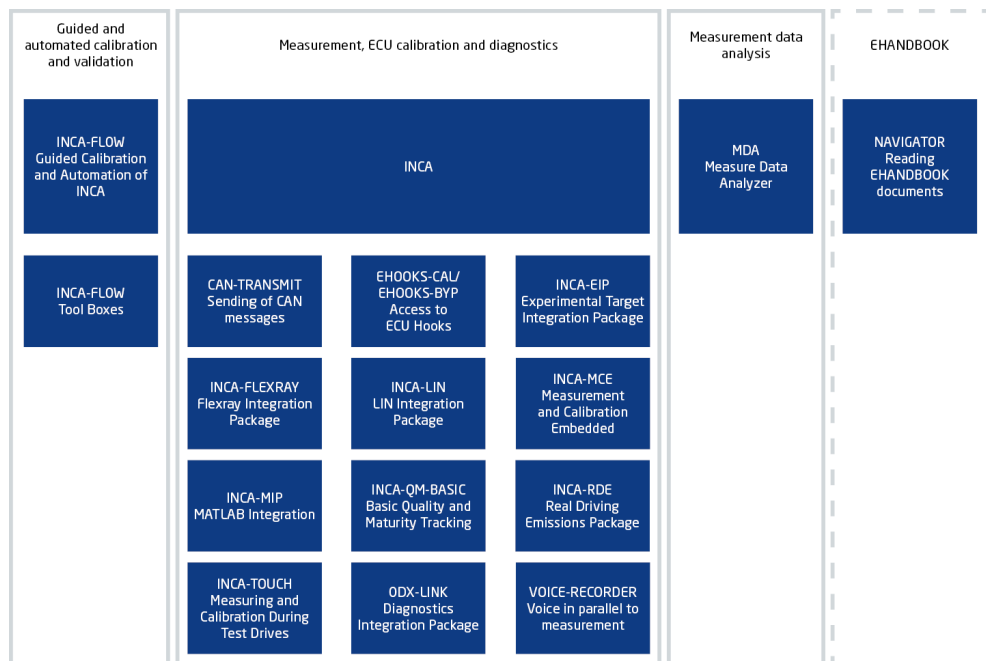 Guided and
automated calibration
and validation
Measurement, ECU calibration and diagnostics
Measurement data
analysis
EHANDBOOK
INCA-FLOW
Guided Calibration
and Automation of
INCA
INCA
MDA
Measure Data
Analyzer
NAVIGATOR
Reading
EHANDBOOK
documents
INCA-FLOW
Tool Boxes
CAN-TRANSMIT
Sending of CAN
messages
EHOOKS-CAL/
EHOOKS-BYP
Access to
ECU Hooks
INCA-EIP
Experimental Target
Integration Package
INCA-FLEXRAY
Flexray Integration
Package
INCA-LIN
LIN Integration
Package
INCA-MCE
Measurement
and Calibration
Embedded
INCA-MIP
MATLAB Integration
INCA-QM-BASIC
Basic Quality and
Maturity Tracking
INCA-RDE
Real Driving
Emissions Package
INCA-TOUCH
Measuring and
Calibration During
Test Drives
ODX-LINK
Diagnostics
Integration Package
VOICE-RECORDER
Voice in parallel to
measurement